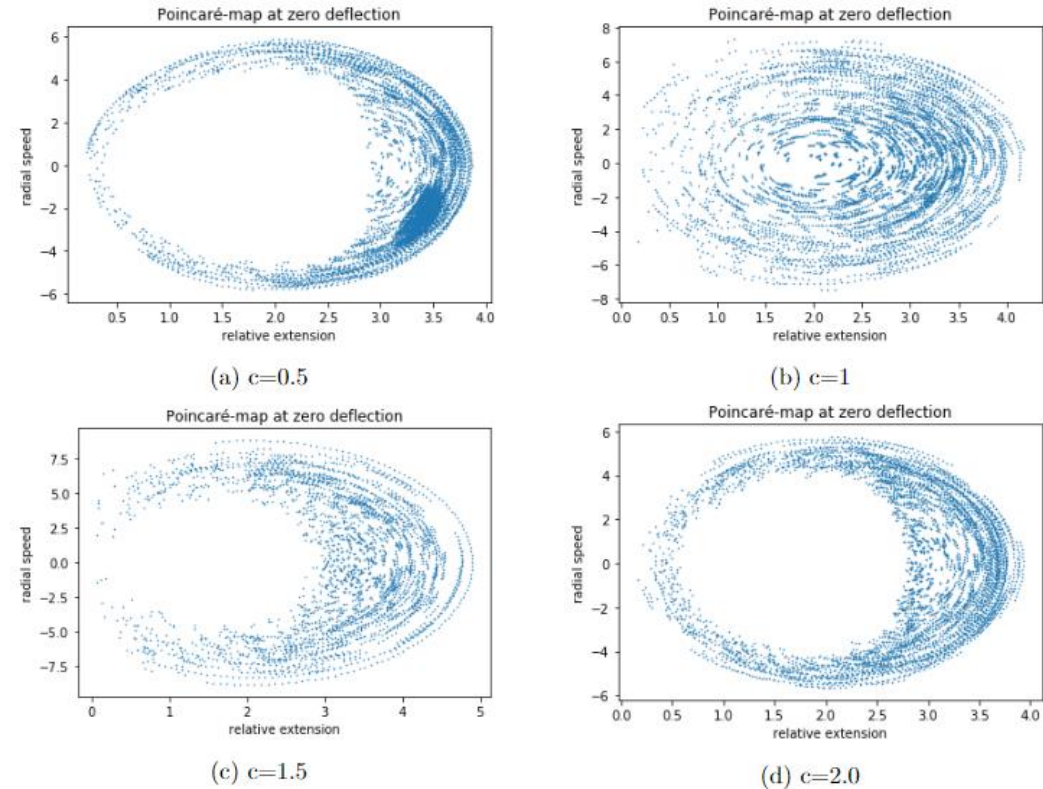 Poincaré-map at zero deflection
radial speed
6
4
2
0
−2
−4
−6
0.5 1.0 1.5 2.0 2.5 3.0 3.5 4.0
relative extension
(a) c=0.5
Poincaré-map at zero deflection
radial speed
8
6
4
2
0
−2
−4
−6
−8
0.0 0.5 1.0 1.5 2.0 2.5 3.0 3.5 4.0
relative extension
(b) c=1
Poincaré-map at zero deflection
radial speed
7.5
5.0
2.5
0.0
−2.5
−5.0
−7.5
0 1 2 3 4 5
relative extension
(c) c=1.5
Poincaré-map at zero deflection
radial speed
6
4
2
0
−2
−4
−6
0.0 0.5 1.0 1.5 2.0 2.5 3.0 3.5 4.0
relative extension
(d) c=2.0